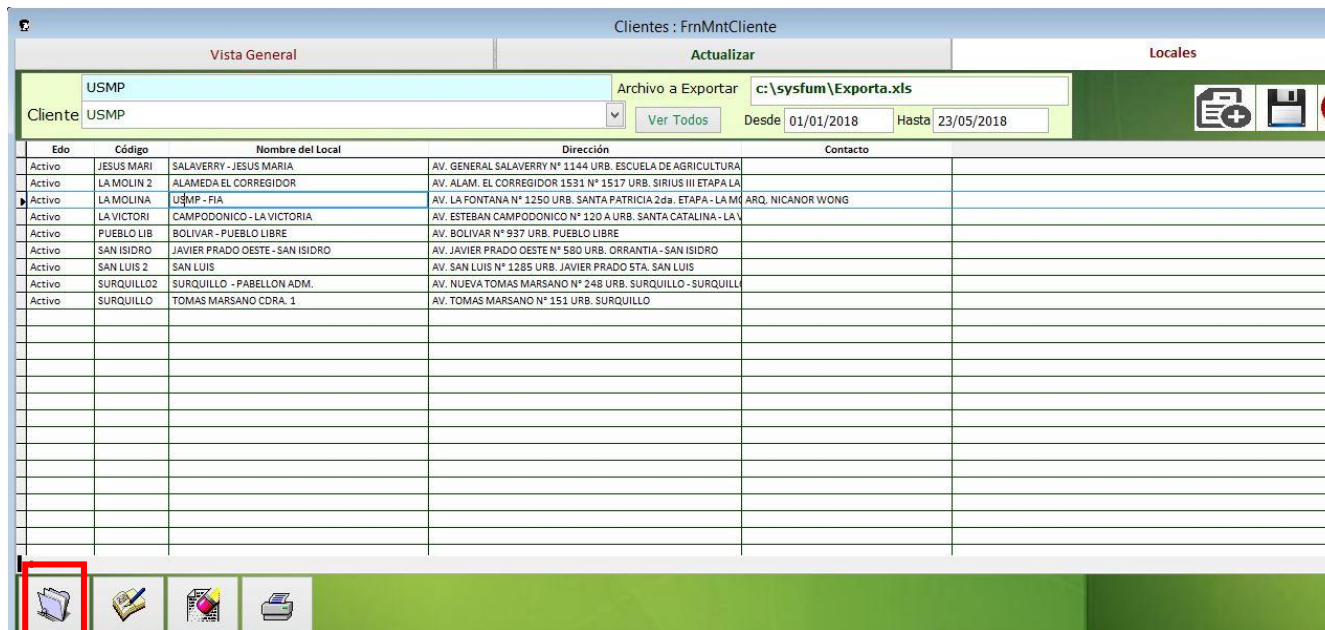 Clientes : FrnMntCliente
Vista General Actualizar Locales
USMP Archivo a Exportar c:\sysfum\Exporta.xls
Cliente USMP Ver Todos Desde 01/01/2018 Hasta 23/05/2018
Edo Código Nombre del Local Dirección Contacto
Activo JESUS MARI SALAVERRY - JESUS MARIA AV. GENERAL SALAVERRY N° 1144 URB. ESCUELA DE AGRICULTURA
Activo LA MOLIN 2 ALAMEDA EL CORREGIDOR AV. ALAM. EL CORREGIDOR 1531 N° 1517 URB. SIRIUS III ETAPA LA
Activo LA MOLINA USMP - FIA AV. LA FONTANA N° 1250 URB. SANTA PATRICIA 2da. ETAPA - LA MO ARQ. NICANOR WONG
Activo LA VICTORI CAMPODONICO - LA VICTORIA AV. ESTEBAN CAMPODONICO N° 120 A URB. SANTA CATALINA - LA V
Activo PUEBLO LIB BOLIVAR - PUEBLO LIBRE AV. BOLIVAR N° 937 URB. PUEBLO LIBRE
Activo SAN ISIDRO JAVIER PRADO OESTE - SAN ISIDRO AV. JAVIER PRADO OESTE N° 580 URB. ORRANTIA - SAN ISIDRO
Activo SAN LUIS 2 SAN LUIS AV. SAN LUIS N° 1285 URB. JAVIER PRADO 5TA. SAN LUIS
Activo SURQUILLO2 SURQUILLO - PABELLON ADM. AV. NUEVA TOMAS MARSANO N° 248 URB. SURQUILLO - SURQUILLO
Activo SURQUILLO TOMAS MARSANO CDRA. 1 AV. TOMAS MARSANO N° 151 URB. SURQUILLO